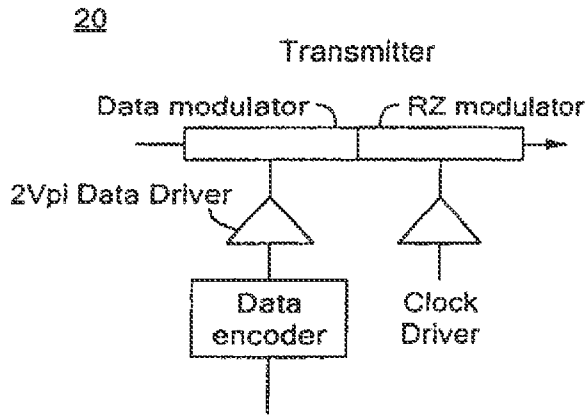 20
Transmitter
Data modulator
RZ modulator
2Vpi Data Driver
Data
encoder
Clock
Driver